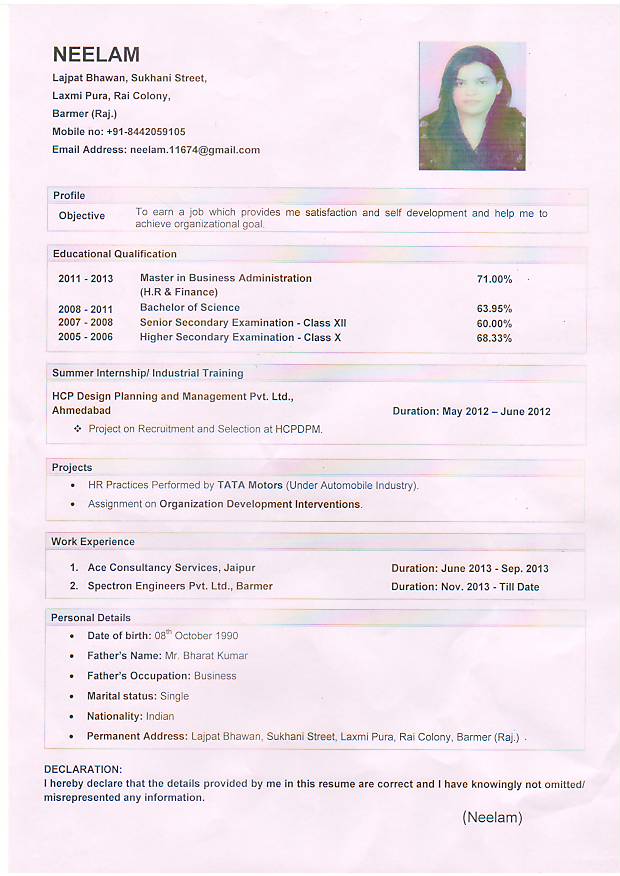 NEELAM
Lajpat Bhawan, Sukhani Street,
Laxmi Pura, Rai Colony,
Barmer (Raj.)
Mobile no: +91-8442059105
Email Address: neelam.11674@gmail.com
Profile
Objective To earn a job which provides me satisfaction and self development and help me to
achieve organizational goal.
Educational Qualification
2011 - 2013 Master in Business Administration 71.00%
(H.R & Finance)
2008 - 2011 Bachelor of Science 63.95%
2007 - 2008 Senior Secondary Examination - Class XII 60.00%
2005 - 2006 Higher Secondary Examination - Class X 68.33%
Summer Internship/ Industrial Training
HCP Design Planning and Management Pvt. Ltd.,
Ahmedabad Duration: May 2012 – June 2012
❖ Project on Recruitment and Selection at HCPDPM.
Projects
• HR Practices Performed by TATA Motors (Under Automobile Industry).
• Assignment on Organization Development Interventions.
Work Experience
1. Ace Consultancy Services, Jaipur Duration: June 2013 - Sep. 2013
2. Spectron Engineers Pvt. Ltd., Barmer Duration: Nov. 2013 - Till Date
Personal Details
• Date of birth: 08th October 1990
• Father's Name: Mr. Bharat Kumar
• Father's Occupation: Business
• Marital status: Single
• Nationality: Indian
• Permanent Address: Lajpat Bhawan, Sukhani Street, Laxmi Pura, Rai Colony, Barmer (Raj.)
DECLARATION:
I hereby declare that the details provided by me in this resume are correct and I have knowingly not omitted/
misrepresented any information.
(Neelam)